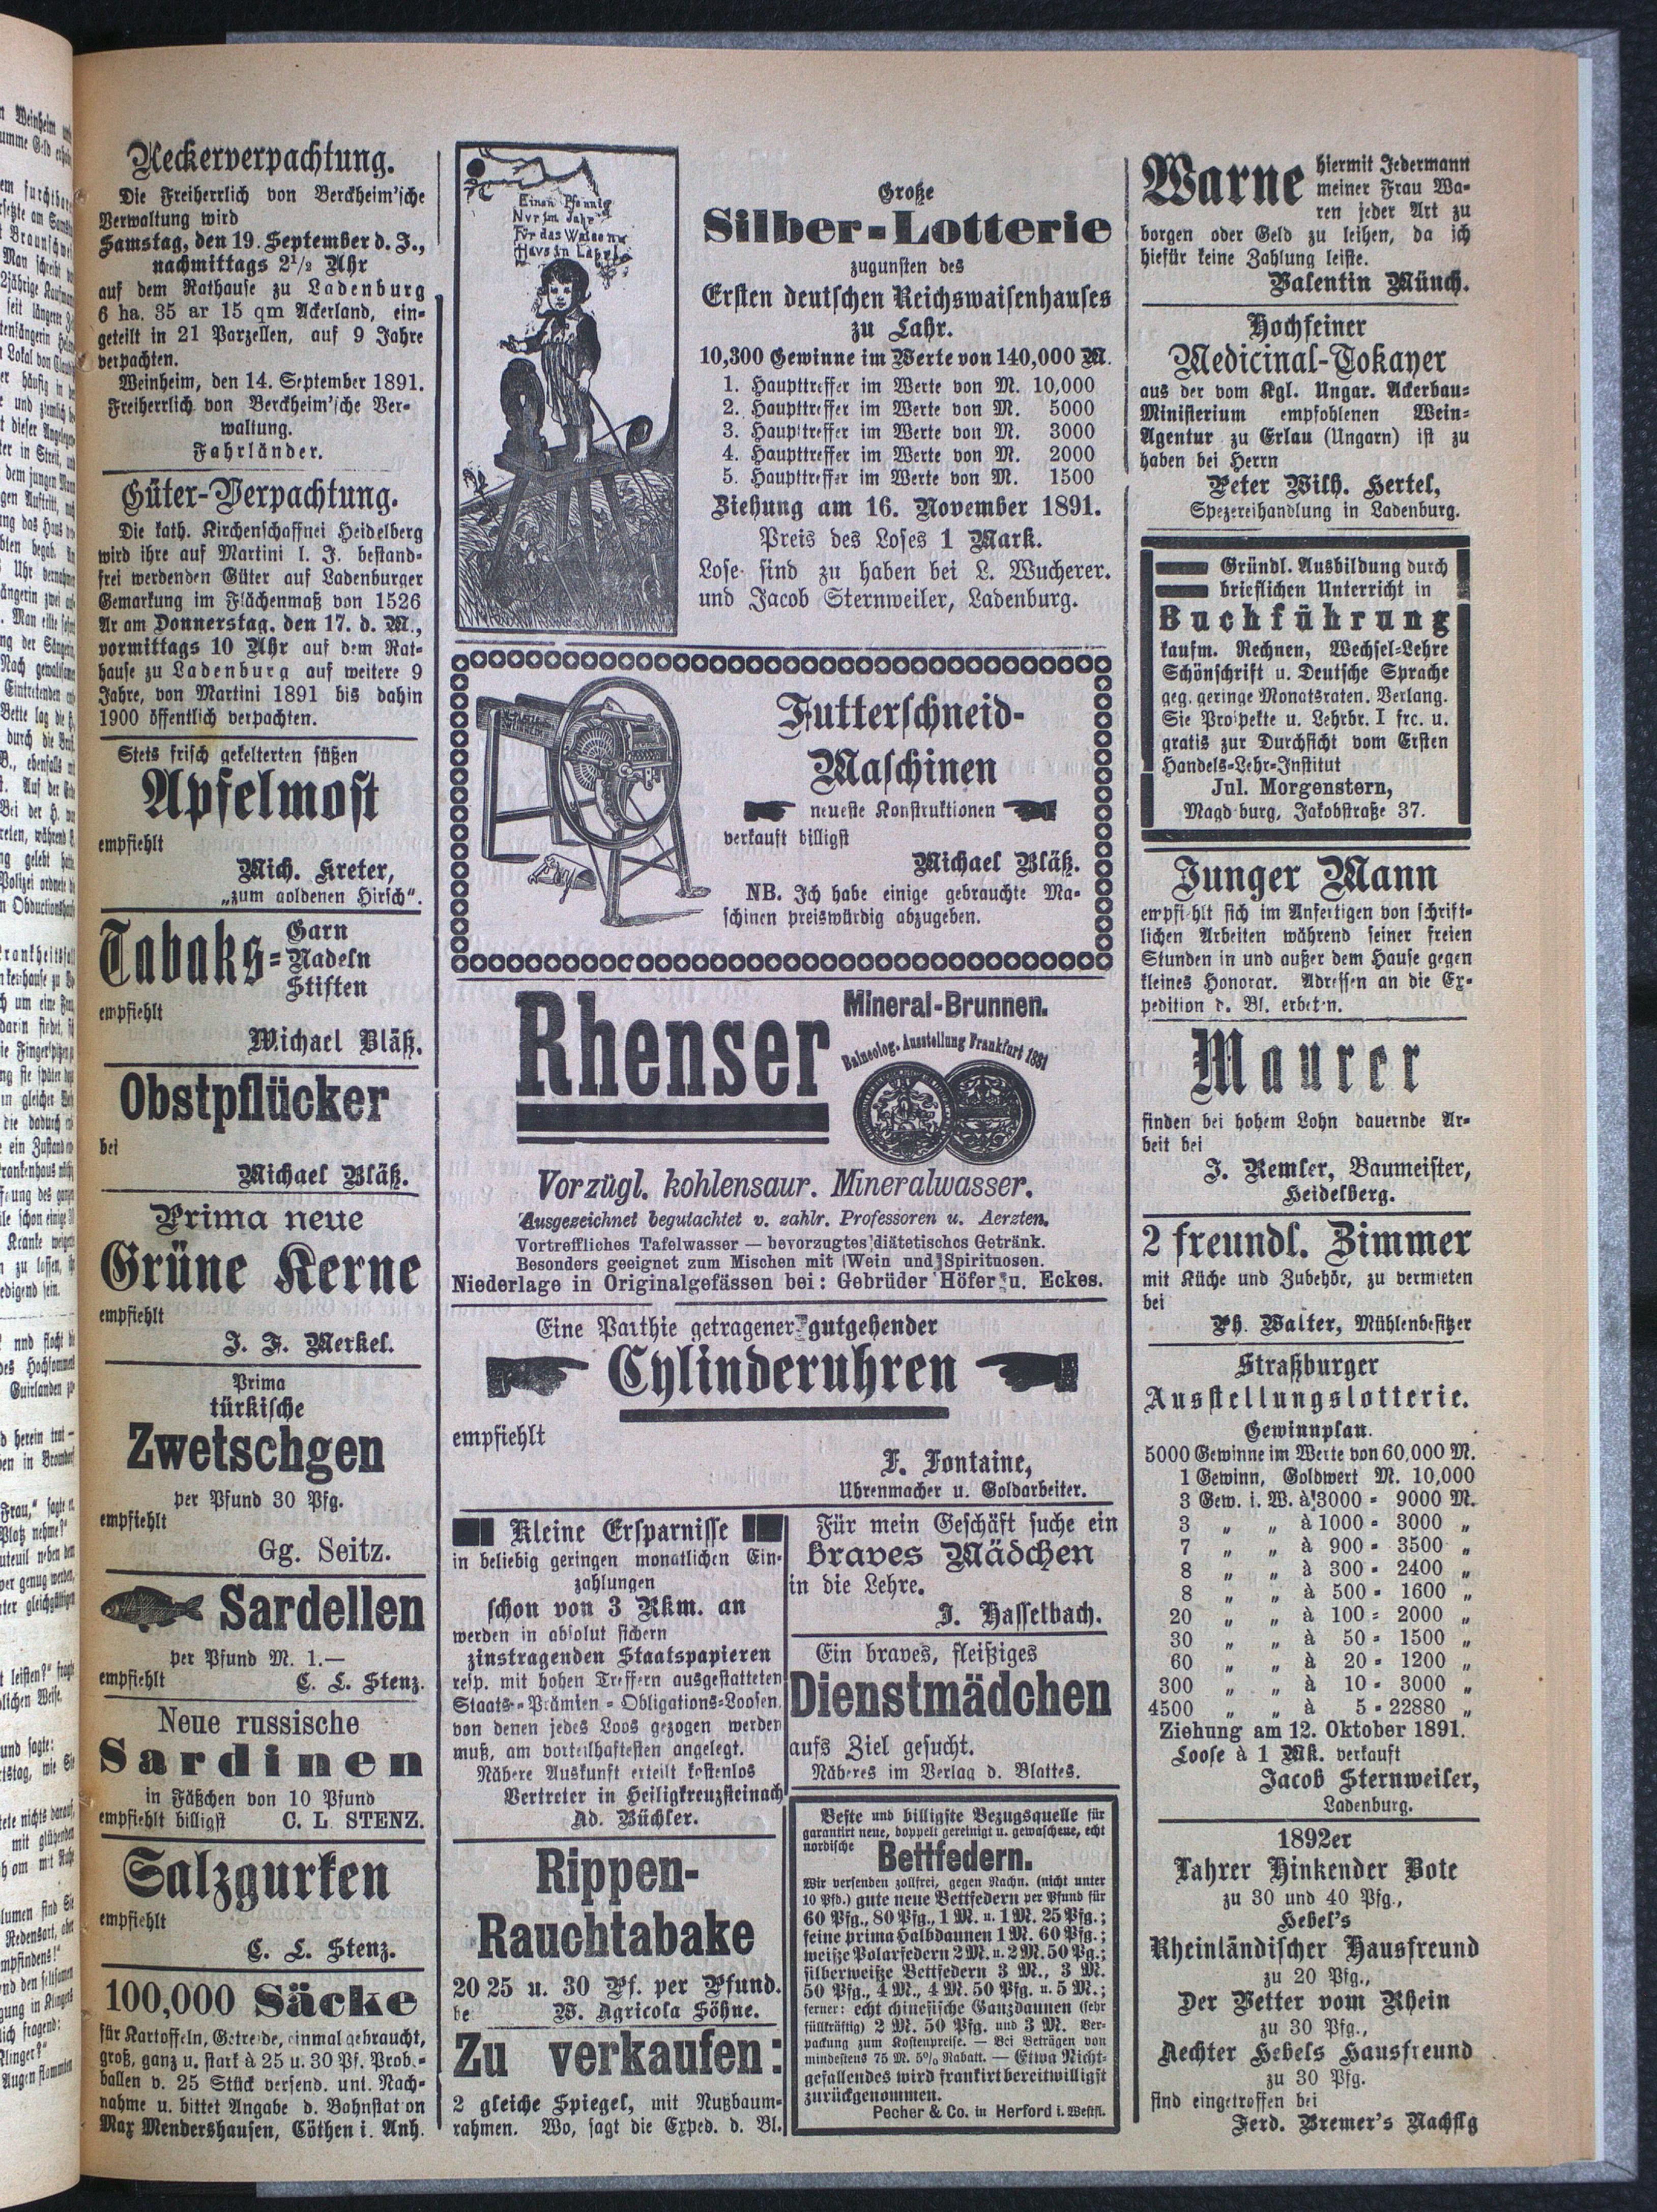 Aeckerverpachtung.
Die Freiherrlich von Berckheim'sche
Verwaltung wird
Samstag, den 19. September d. J.,
nachmittags 2½ Uhr
auf dem Rathause zu Ladenburg
6 ha. 35 ar 15 qm Ackerland, ein-
geteilt in 21 Parzellen, auf 9 Jahre
verpachten.
Weinheim, den 14. September 1891.
Freiherrlich von Berckheim'sche Ver-
waltung.
Fahrländer.
Güter-Verpachtung.
Die kath. Kirchenschaffnei Heidelberg
wird ihre auf Martini l. J. bestand-
frei werdenden Güter auf Ladenburger
Gemarkung im Flächenmaß von 1526
Ar am Donnerstag, den 17. d. M.,
vormittags 10 Uhr auf dem Rat-
hause zu Ladenburg auf weitere 9
Jahre, von Martini 1891 bis dahin
1900 öffentlich verpachten.
Stets frisch gekelterten süßen
Apfelmost
empfiehlt
Mich. Kreter,
„zum goldenen Hirsch“.
Tabaks-
Garn
Nadeln
Stiften
empfiehlt
Michael Bläß.
Obstpflücker
bei
Michael Bläß.
Prima neue
Grüne Kerne
empfiehlt
J. F. Merkel.
Prima
türkische
Zwetschgen
per Pfund 30 Pfg.
empfiehlt
Gg. Seitz.
Sardellen
per Pfund M. 1.—
empfiehlt C. L. Stenz.
Neue russische
Sardinen
in Fäßchen von 10 Pfund
empfiehlt billigst C. L. STENZ.
Salzgurken
empfiehlt
C. L. Stenz.
100,000 Säcke
für Kartoffeln, Getreide, einmal gebraucht,
groß, ganz u. stark à 25 u. 30 Pf. Prob.-
ballen v. 25 Stück versend. unt. Nach-
nahme u. bittet Angabe d. Bahnstation
Max Mendershausen, Cöthen i. Anh.
Einen Pfennig
Nur im Jahr
Für das Waisen
Haus in Lahr!
Große
Silber-Lotterie
zugunsten des
Ersten deutschen Reichswaisenhauses
zu Lahr.
10,300 Gewinne im Werte von 140,000 M.
1. Haupttreffer im Werte von M. 10,000
2. Haupttreffer im Werte von M. 5000
3. Haupttreffer im Werte von M. 3000
4. Haupttreffer im Werte von M. 2000
5. Haupttreffer im Werte von M. 1500
Ziehung am 16. November 1891.
Preis des Loses 1 Mark.
Lose sind zu haben bei L. Wucherer.
und Jacob Sternweiler, Ladenburg.
Futterschneid-
Maschinen
neueste Konstruktionen
verkauft billigst
Michael Bläß.
NB. Ich habe einige gebrauchte Ma-
schinen preiswürdig abzugeben.
Rhenser
Mineral-Brunnen.
Balneolog. Ausstellung Frankfurt 1881
Vorzügl. kohlensaur. Mineralwasser.
Ausgezeichnet begutachtet v. zahlr. Professoren u. Aerzten.
Vortreffliches Tafelwasser — bevorzugtes diätetisches Getränk.
Besonders geeignet zum Mischen mit Wein und Spirituosen.
Niederlage in Originalgefässen bei: Gebrüder Höfer u. Eckes.
Eine Parthie getragener gutgehender
Cylinderuhren
empfiehlt
F. Fontaine,
Uhrenmacher u. Goldarbeiter.
Kleine Ersparnisse
in beliebig geringen monatlichen Ein-
zahlungen
schon von 3 Rkm. an
werden in absolut sichern
zinstragenden Staatspapieren
resp. mit hohen Treffern ausgestatteten
Staats-Prämien-Obligations-Loosen,
von denen jedes Loos gezogen werden
muß, am vorteilhaftesten angelegt.
Nähere Auskunft erteilt kostenlos
Vertreter in Heiligkreuzsteinach
Ad. Büchler.
Rippen-
Rauchtabake
20 25 u. 30 Pf. per Pfund.
be W. Agricola Söhne.
Zu verkaufen:
2 gleiche Spiegel, mit Nußbaum-
rahmen. Wo, sagt die Exped. d. Bl.
Für mein Geschäft suche ein
braves Mädchen
in die Lehre.
J. Hasselbach.
Ein braves, fleißiges
Dienstmädchen
aufs Ziel gesucht.
Näheres im Verlag d. Blattes.
Beste und billigste Bezugsquelle für
garantirt neue, doppelt gereinigt u. gewaschene, echt
nordische
Bettfedern.
Wir versenden zollfrei, gegen Nachn. (nicht unter
10 Pfd.) gute neue Bettfedern per Pfund für
60 Pfg., 80 Pfg., 1 M. u. 1 M. 25 Pfg.;
feine prima Halbdaunen 1 M. 60 Pfg.;
weiße Polarfedern 2 M. u. 2 M. 50 Pg.;
silberweiße Bettfedern 3 M., 3 M.
50 Pfg., 4 M., 4 M. 50 Pfg. u. 5 M.;
ferner: echt chinesische Ganzdaunen (sehr
füllkräftig) 2 M. 50 Pfg. und 3 M. Ver-
packung zum Kostenpreise. — Bei Beträgen von
mindestens 75 M. 5% Rabatt. — Etwa Nicht-
gefallendes wird frankirt bereitwilligst
zurückgenommen.
Pecher & Co. in Herford i. Westfl.
Warne hiermit Jedermann
meiner Frau Wa-
ren jeder Art zu
borgen oder Geld zu leihen, da ich
hiefür keine Zahlung leiste.
Valentin Münch.
Hochfeiner
Medicinal-Tokayer
aus der vom Kgl. Ungar. Ackerbau-
Ministerium empfohlenen Wein-
Agentur zu Erlau (Ungarn) ist zu
haben bei Herrn
Peter Wilh. Hertel,
Spezereihandlung in Ladenburg.
Gründl. Ausbildung durch
brieflichen Unterricht in
Buchführung
kaufm. Rechnen, Wechsel-Lehre
Schönschrift u. Deutsche Sprache
geg. geringe Monatsraten. Verlang.
Sie Prospekte u. Lehrbr. I frc. u.
gratis zur Durchsicht vom Ersten
Handels-Lehr-Institut
Jul. Morgenstern,
Magdburg, Jakobstraße 37.
Junger Mann
empfiehlt sich im Anfertigen von schrift-
lichen Arbeiten während seiner freien
Stunden in und außer dem Hause gegen
kleines Honorar. Adressen an die Ex-
pedition d. Bl. erbeten.
Maurer
finden bei hohem Lohn dauernde Ar-
beit bei
J. Remler, Baumeister,
Heidelberg.
2 freundl. Zimmer
mit Küche und Zubehör, zu vermieten
bei
Ph. Walter, Mühlenbesitzer
Straßburger
Ausstellungslotterie.
Gewinnplan.
5000 Gewinne im Werte von 60,000 M.
1 Gewinn, Goldwert M. 10,000
3 Gew. i. W. à 3000 = 9000 M.
3 „ „ à 1000 = 3000 „
7 „ „ à 900 = 3500 „
8 „ „ à 300 = 2400 „
8 „ „ à 500 = 1600 „
20 „ „ à 100 = 2000 „
30 „ „ à 50 = 1500 „
60 „ „ à 20 = 1200 „
300 „ „ à 10 = 3000 „
4500 „ „ à 5 = 22880 „
Ziehung am 12. Oktober 1891.
Loose à 1 Mk. verkauft
Jacob Sternweiler,
Ladenburg.
1892er
Lahrer Hinkender Bote
zu 30 und 40 Pfg.,
Hebel's
Rheinländischer Hausfreund
zu 20 Pfg.,
Der Vetter vom Rhein
zu 30 Pfg.,
Aechter Hebels Hausfreund
zu 30 Pfg.
sind eingetroffen bei
Ferd. Bremer's Nachflg